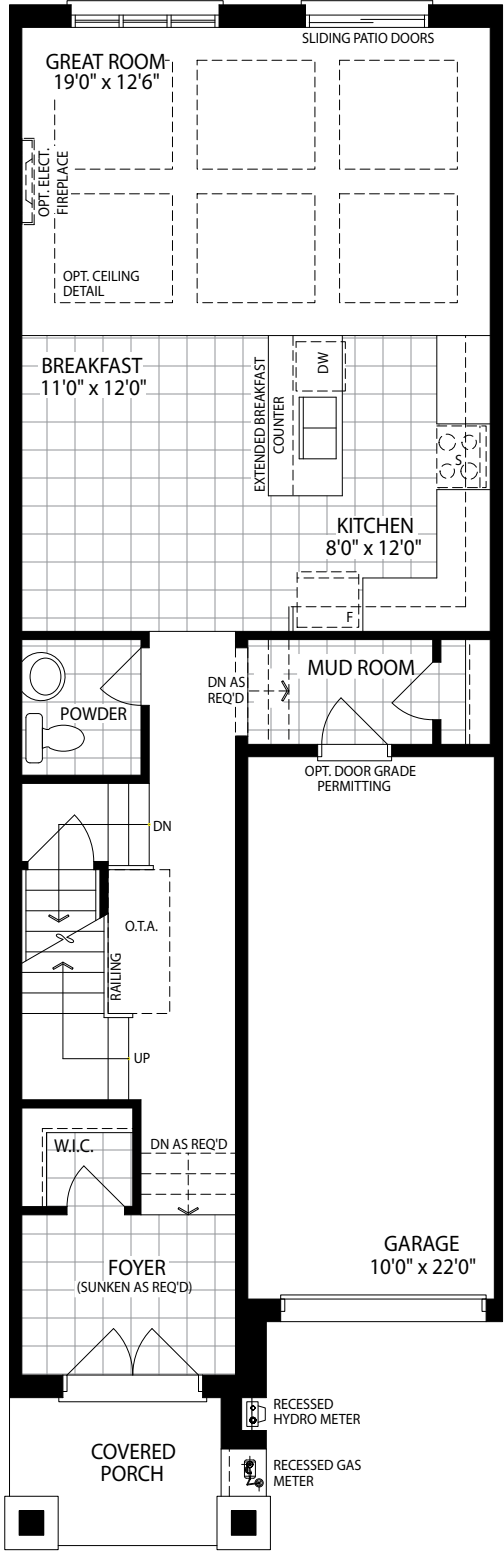 SLIDING PATIO DOORS
GREAT ROOM
19'0" x 12'6"
OPT. ELECT.
FIREPLACE
OPT. CEILING
DETAIL
BREAKFAST
11'0" x 12'0"
EXTENDED BREAKFAST
COUNTER
DW
S
KITCHEN
8'0" x 12'0"
F
MUD ROOM
DN AS
REQ'D
POWDER
OPT. DOOR GRADE
PERMITTING
DN
O.T.A.
RAILING
UP
W.I.C.
DN AS REQ'D
FOYER
(SUNKEN AS REQ'D)
GARAGE
10'0" x 22'0"
RECESSED
HYDRO METER
COVERED
PORCH
RECESSED GAS
METER